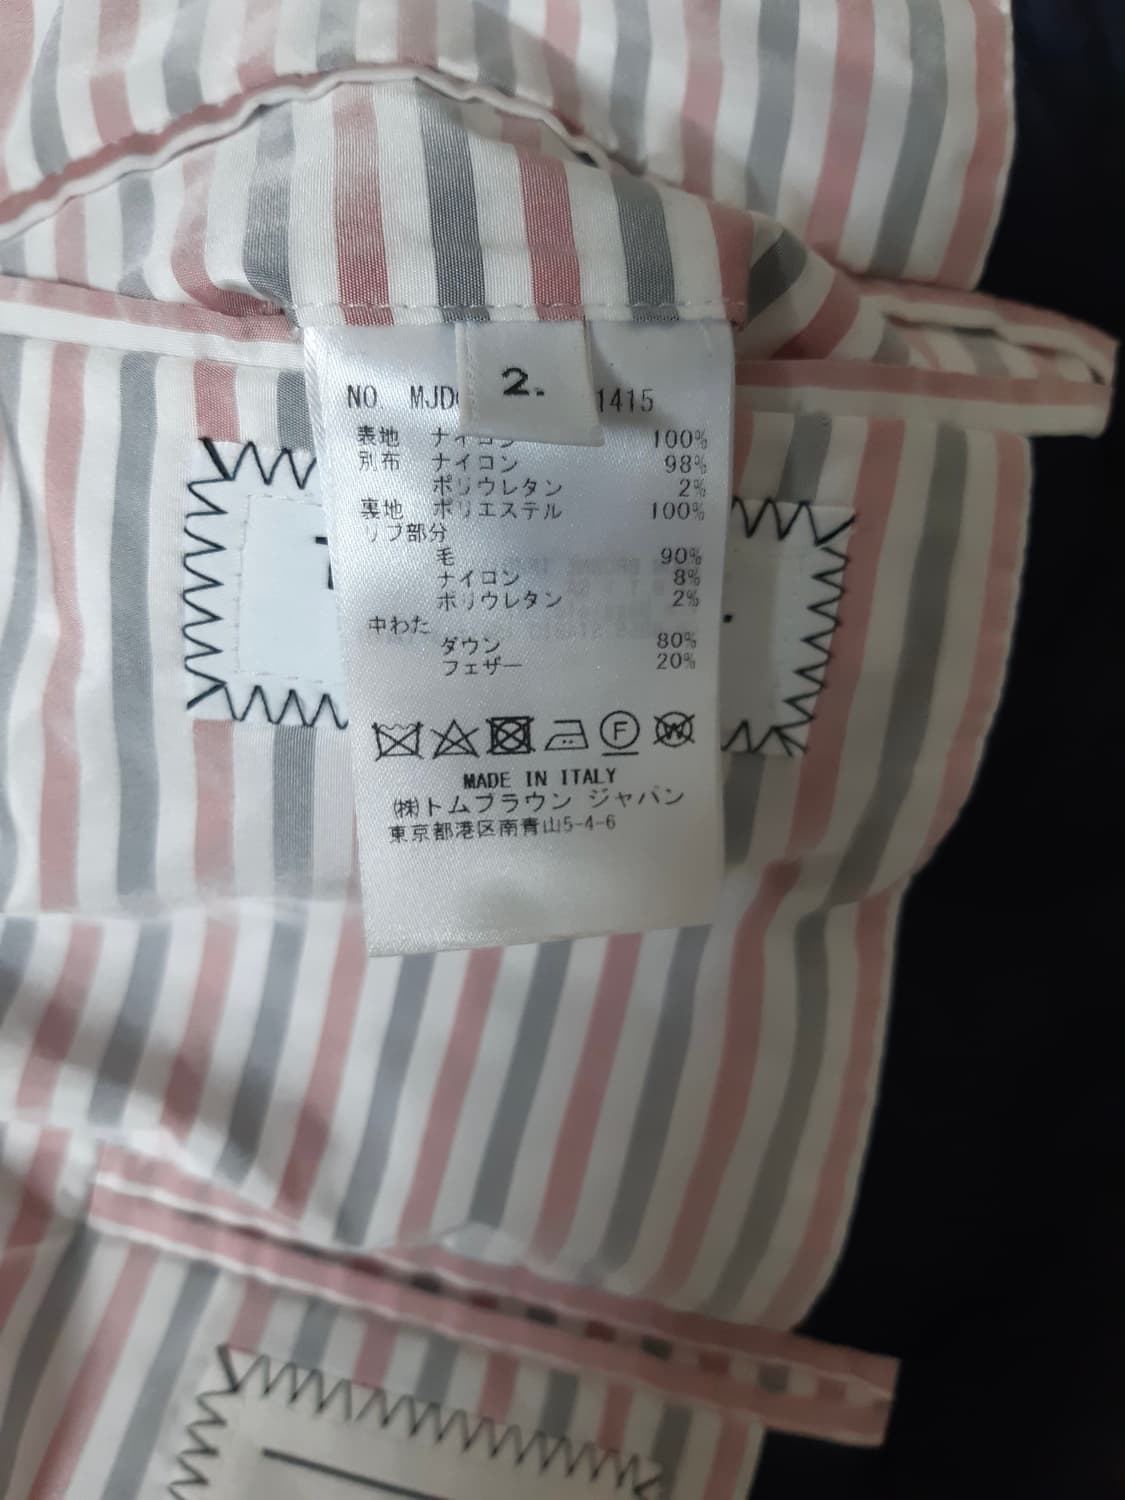 2.
NO. MJD 1415
表地 ナイロン 100%
別布 ナイロン 98%
ポリウレタン 2%
裏地 ポリエステル 100%
リブ部分
毛 90%
ナイロン 8%
ポリウレタン 2%
中わた
ダウン 80%
フェザー 20%
F W
MADE IN ITALY
(株)トムブラウン ジャパン
東京都港区南青山5-4-6